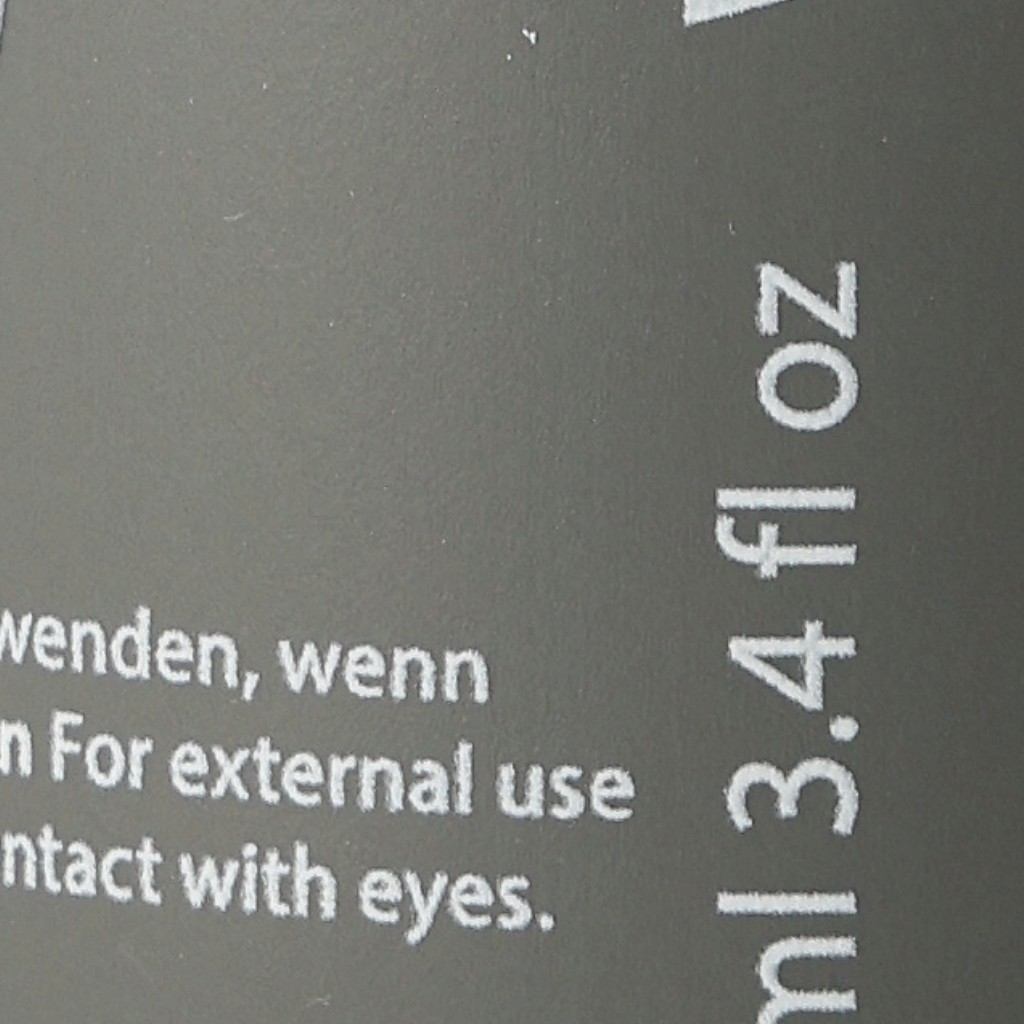 wenden, wenn
n For external use
ntact with eyes.
ml 3.4 fl oz